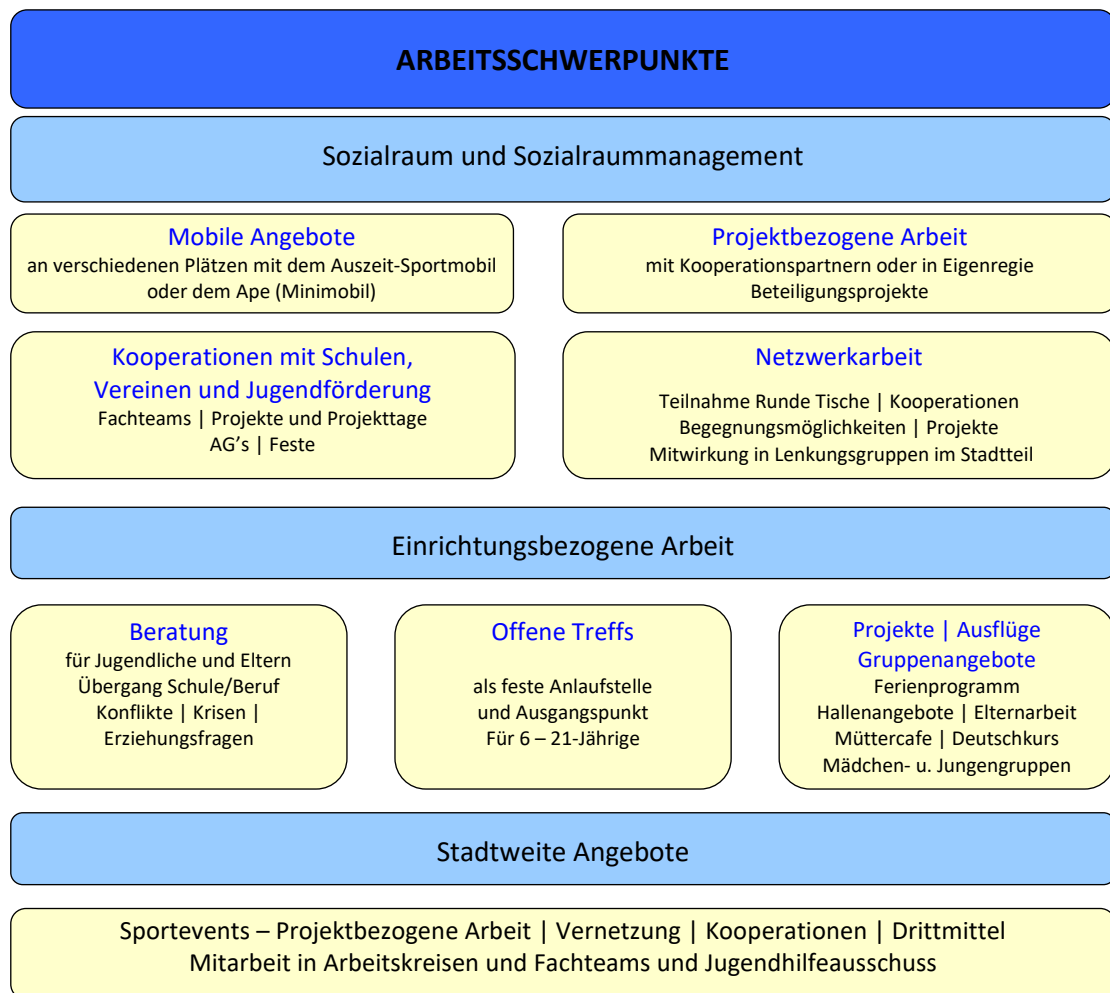 ARBEITSSCHWERPUNKTE
Sozialraum und Sozialraummanagement
Mobile Angebote
an verschiedenen Plätzen mit dem Auszeit-Sportmobil
oder dem Ape (Minimobil)
Projektbezogene Arbeit
mit Kooperationspartnern oder in Eigenregie
Beteiligungsprojekte
Kooperationen mit Schulen,
Vereinen und Jugendförderung
Fachteams | Projekte und Projekttage
AG’s | Feste
Netzwerkarbeit
Teilnahme Runde Tische | Kooperationen
Begegnungsmöglichkeiten | Projekte
Mitwirkung in Lenkungsgruppen im Stadtteil
Einrichtungsbezogene Arbeit
Beratung
für Jugendliche und Eltern
Übergang Schule/Beruf
Konflikte | Krisen |
Erziehungsfragen
Offene Treffs
als feste Anlaufstelle
und Ausgangspunkt
Für 6 – 21-Jährige
Projekte | Ausflüge
Gruppenangebote
Ferienprogramm
Hallenangebote | Elternarbeit
Müttercafe | Deutschkurs
Mädchen- u. Jungengruppen
Stadtweite Angebote
Sportevents – Projektbezogene Arbeit | Vernetzung | Kooperationen | Drittmittel
Mitarbeit in Arbeitskreisen und Fachteams und Jugendhilfeausschuss